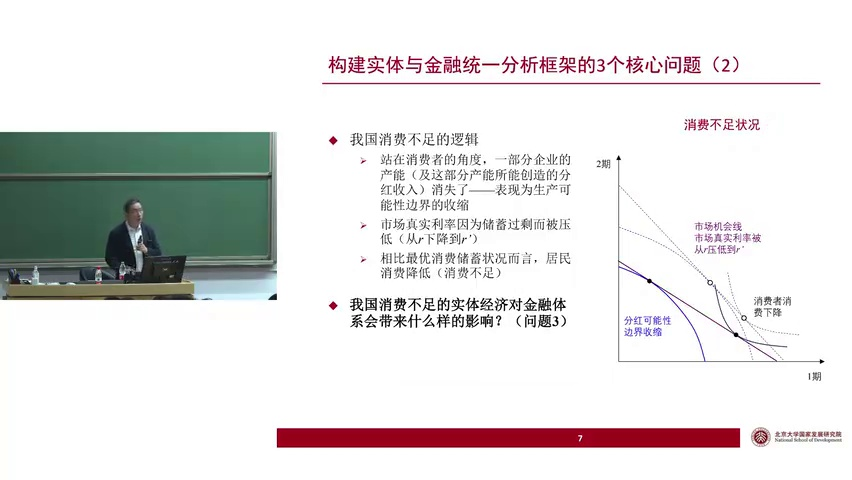 构建实体与金融统一分析框架的3个核心问题（2）
◆ 我国消费不足的逻辑
➢ 站在消费者的角度，一部分企业的
产能（及这部分产能所能创造的分
红收入）消失了——表现为生产可
能性边界的收缩
➢ 市场真实利率因为储蓄过剩而被压
低（从r下降到r’）
➢ 相比最优消费储蓄状况而言，居民
消费降低（消费不足）
◆ 我国消费不足的实体经济对金融体
系会带来什么样的影响？（问题3）
消费不足状况
2期
市场机会线
市场真实利率被
从r压低到r’
消费者消
费下降
分红可能性
边界收缩
1期
7
北京大学国家发展研究院
National School of Development